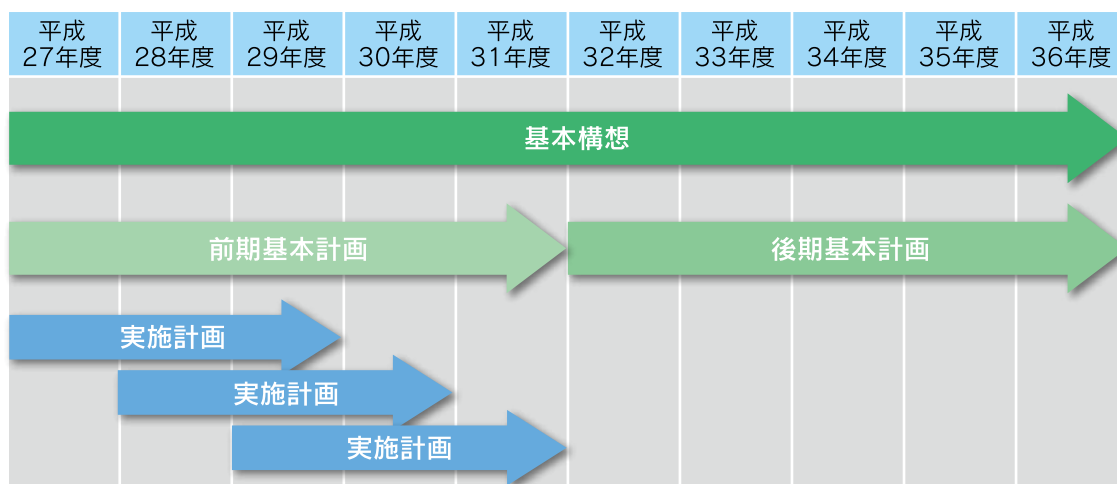 平成
27年度
平成
28年度
平成
29年度
平成
30年度
平成
31年度
平成
32年度
平成
33年度
平成
34年度
平成
35年度
平成
36年度
基本構想
前期基本計画
後期基本計画
実施計画
実施計画
実施計画